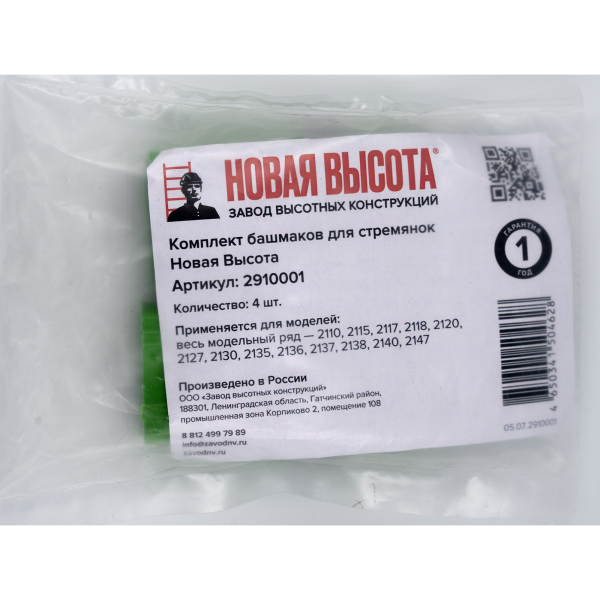 НОВАЯ ВЫСОТА®
ЗАВОД ВЫСОТНЫХ КОНСТРУКЦИЙ
Комплект башмаков для стремянок
Новая Высота
Артикул: 2910001
Количество: 4 шт.
Применяется для моделей:
весь модельный ряд — 2110, 2115, 2117, 2118, 2120,
2127, 2130, 2135, 2136, 2137, 2138, 2140, 2147
Произведено в России
ООО «Завод высотных конструкций»
188301, Ленинградская область, Гатчинский район,
промышленная зона Корпиково 2, помещение 108
8 812 499 79 89
info@zavodnv.ru
zavodnv.ru
ГАРАНТИЯ
1
ГОД
4 650341 504628
05.07.2910001